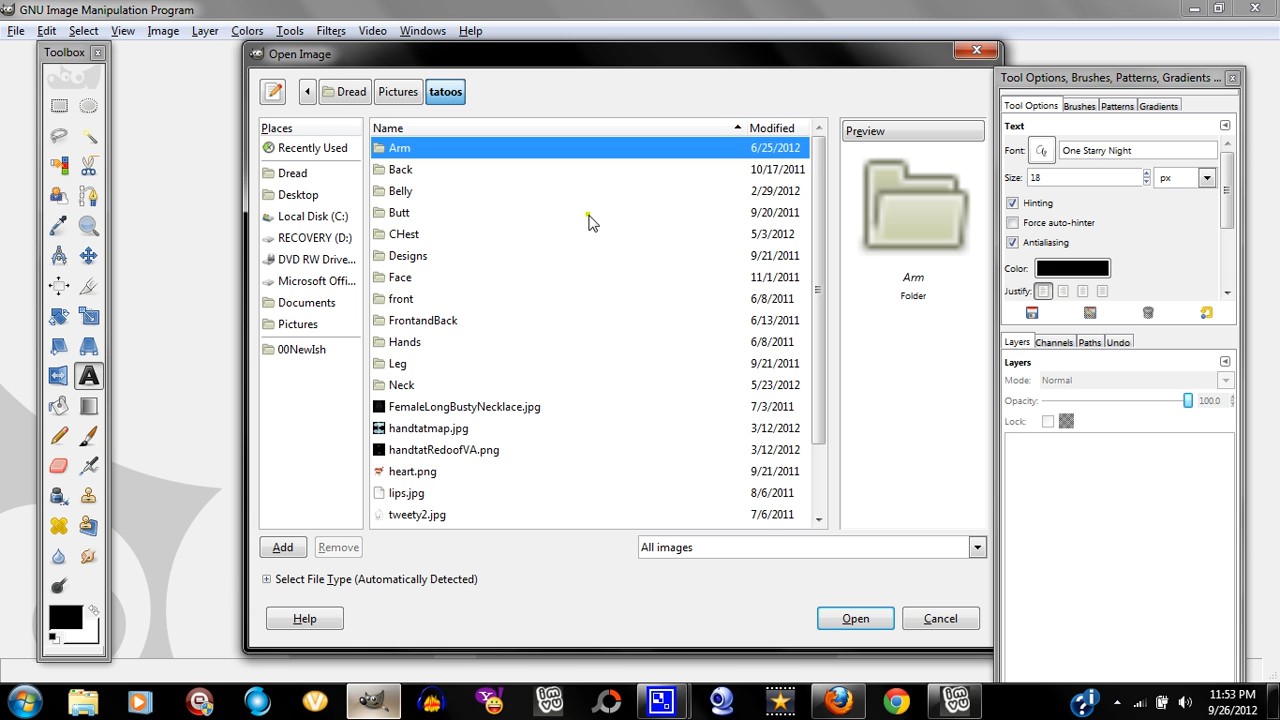 GNU Image Manipulation Program
File Edit Select View Image Layer Colors Tools Filters Video Windows Help
Toolbox
Open Image
Dread Pictures tatoos
Places
Recently Used
Dread
Desktop
Local Disk (C:)
RECOVERY (D:)
DVD RW Drive...
Microsoft Offi...
Documents
Pictures
00NewIsh
Name Modified
Arm 6/25/2012
Back 10/17/2011
Belly 2/29/2012
Butt 9/20/2011
CHest 5/3/2012
Designs 9/21/2011
Face 11/1/2011
front 6/8/2011
FrontandBack 6/13/2011
Hands 6/8/2011
Leg 9/21/2011
Neck 5/23/2012
FemaleLongBustyNecklace.jpg 7/3/2011
handtatmap.jpg 3/12/2012
handtatRedoofVA.png 3/12/2012
heart.png 9/21/2011
lips.jpg 8/6/2011
tweety2.jpg 7/6/2011
Preview
Arm
Folder
Add Remove
All images
Select File Type (Automatically Detected)
Help Open Cancel
Tool Options, Brushes, Patterns, Gradients ...
Tool Options Brushes Patterns Gradients
Text
Font: One Starry Night
Size: 18 px
Hinting
Force auto-hinter
Antialiasing
Color:
Justify:
Layers Channels Paths Undo
Layers
Mode: Normal
Opacity: 100.0
Lock:
11:53 PM
9/26/2012